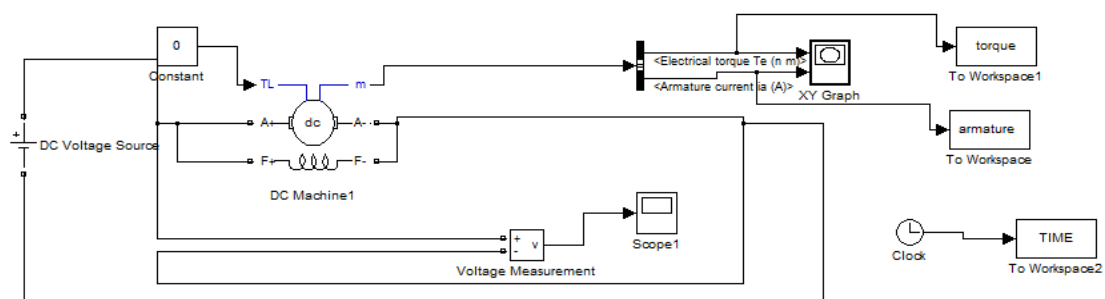 0
Constant
TL
m
<Electrical torque Te (n m)>
<Armature current ia (A)>
XY Graph
torque
To Workspace1
armature
To Workspace
+
DC Voltage Source
A+
dc
A-
F+
F-
DC Machine1
+
-
v
Voltage Measurement
Scope1
Clock
TIME
To Workspace2